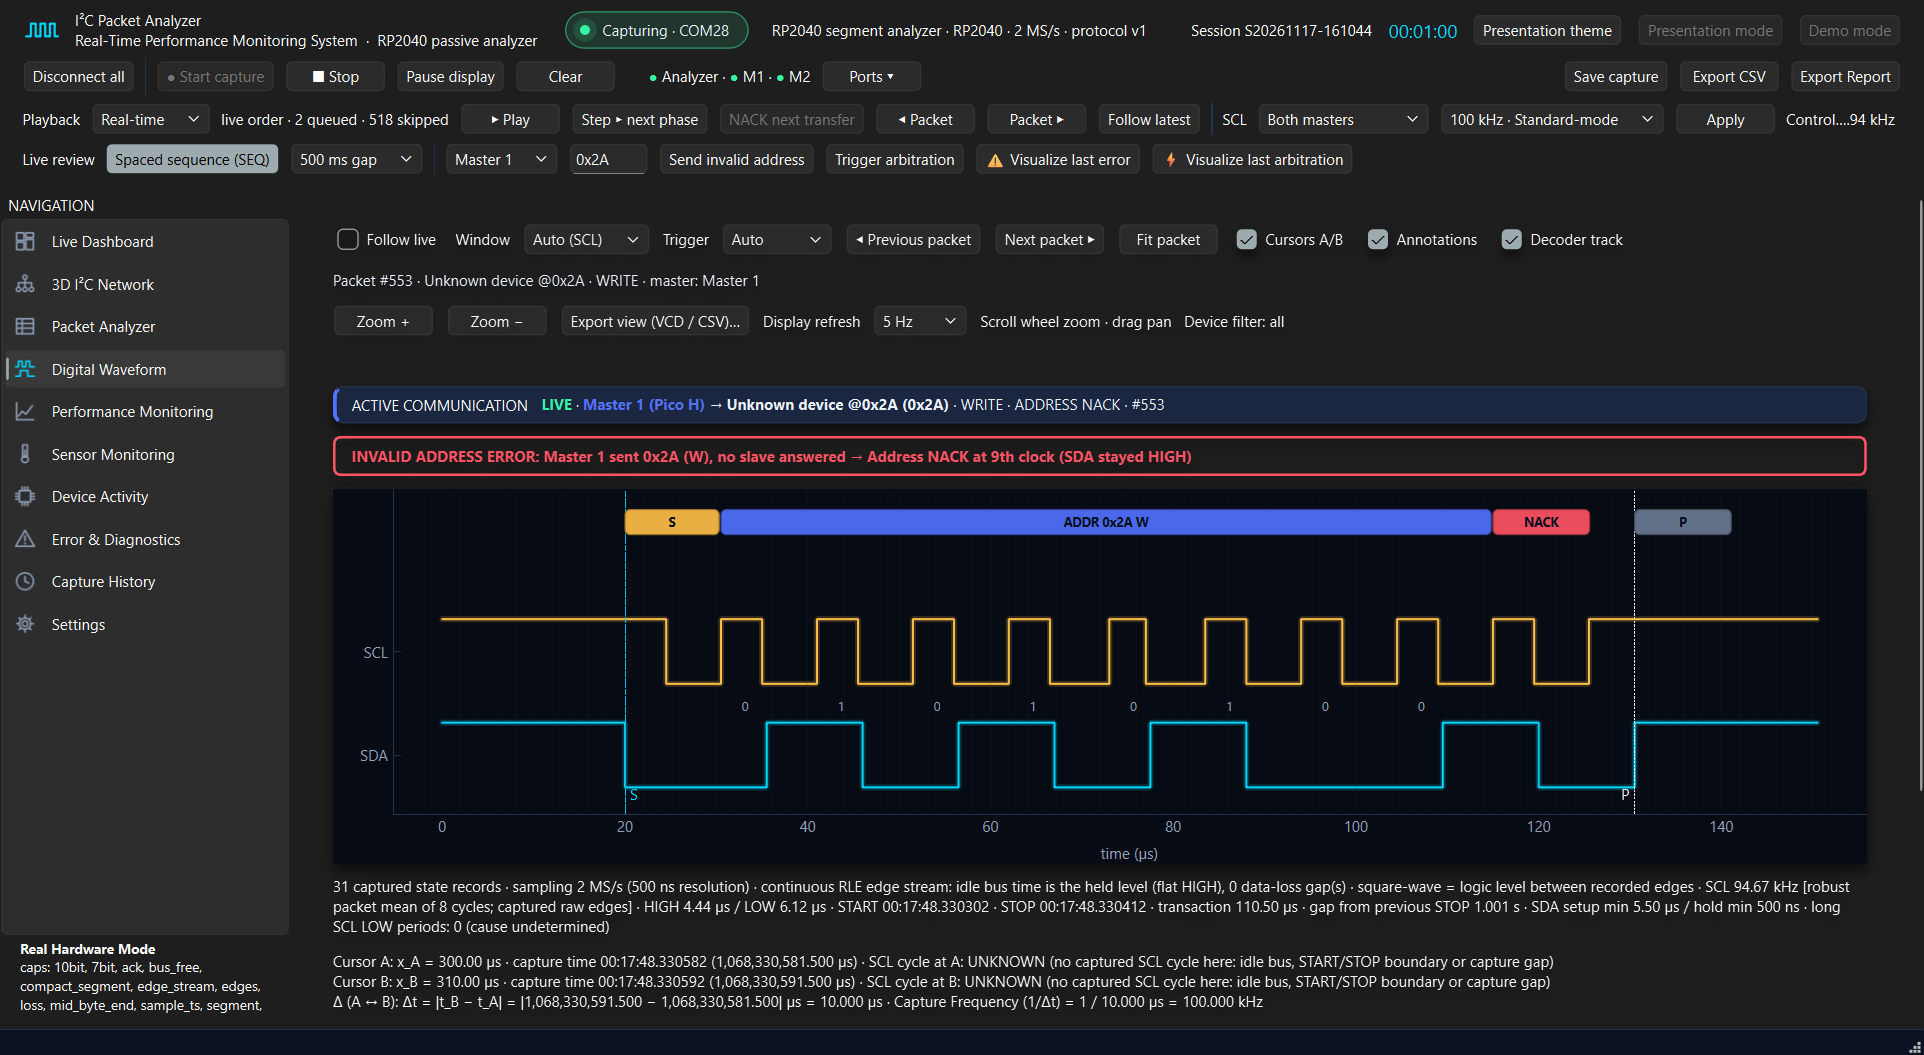 I²C Packet Analyzer
Real-Time Performance Monitoring System · RP2040 passive analyzer
Capturing · COM28
RP2040 segment analyzer · RP2040 · 2 MS/s · protocol v1
Session S20261117-161044
00:01:00
Presentation theme
Presentation mode
Demo mode
Disconnect all
● Start capture
■ Stop
Pause display
Clear
● Analyzer · ● M1 · ● M2
Ports ▾
Save capture
Export CSV
Export Report
Playback
Real-time
live order · 2 queued · 518 skipped
▸ Play
Step ▸ next phase
NACK next transfer
◂ Packet
Packet ▸
Follow latest
SCL
Both masters
100 kHz · Standard-mode
Apply
Control....94 kHz
Live review
Spaced sequence (SEQ)
500 ms gap
Master 1
0x2A
Send invalid address
Trigger arbitration
Visualize last error
Visualize last arbitration
NAVIGATION
Live Dashboard
3D I²C Network
Packet Analyzer
Digital Waveform
Performance Monitoring
Sensor Monitoring
Device Activity
Error & Diagnostics
Capture History
Settings
Real Hardware Mode
caps: 10bit, 7bit, ack, bus_free,
compact_segment, edge_stream, edges,
loss, mid_byte_end, sample_ts, segment,
Follow live
Window
Auto (SCL)
Trigger
Auto
◂ Previous packet
Next packet ▸
Fit packet
Cursors A/B
Annotations
Decoder track
Packet #553 · Unknown device @0x2A · WRITE · master: Master 1
Zoom +
Zoom −
Export view (VCD / CSV)...
Display refresh
5 Hz
Scroll wheel zoom · drag pan
Device filter: all
ACTIVE COMMUNICATION LIVE · Master 1 (Pico H) → Unknown device @0x2A (0x2A) · WRITE · ADDRESS NACK · #553
INVALID ADDRESS ERROR: Master 1 sent 0x2A (W), no slave answered → Address NACK at 9th clock (SDA stayed HIGH)
S
ADDR 0x2A W
NACK
P
SCL
0 1 0 1 0 1 0 0
SDA
S
P
0 20 40 60 80 100 120 140
time (µs)
31 captured state records · sampling 2 MS/s (500 ns resolution) · continuous RLE edge stream: idle bus time is the held level (flat HIGH), 0 data-loss gap(s) · square-wave = logic level between recorded edges · SCL 94.67 kHz [robust
packet mean of 8 cycles; captured raw edges] · HIGH 4.44 µs / LOW 6.12 µs · START 00:17:48.330302 · STOP 00:17:48.330412 · transaction 110.50 µs · gap from previous STOP 1.001 s · SDA setup min 5.50 µs / hold min 500 ns · long
SCL LOW periods: 0 (cause undetermined)
Cursor A: x_A = 300.00 µs · capture time 00:17:48.330582 (1,068,330,581.500 µs) · SCL cycle at A: UNKNOWN (no captured SCL cycle here: idle bus, START/STOP boundary or capture gap)
Cursor B: x_B = 310.00 µs · capture time 00:17:48.330592 (1,068,330,591.500 µs) · SCL cycle at B: UNKNOWN (no captured SCL cycle here: idle bus, START/STOP boundary or capture gap)
Δ (A ↔ B): Δt = |t_B − t_A| = |1,068,330,591.500 − 1,068,330,581.500| µs = 10.000 µs · Capture Frequency (1/Δt) = 1 / 10.000 µs = 100.000 kHz